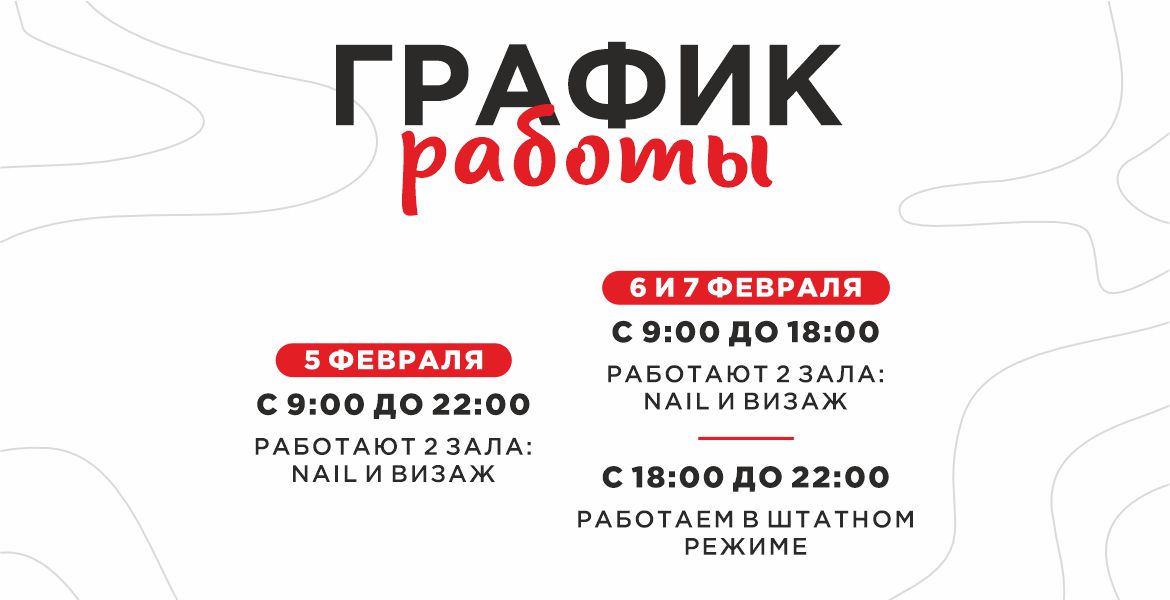 ГРАФИК
работы
5 ФЕВРАЛЯ
С 9:00 ДО 22:00
РАБОТАЮТ 2 ЗАЛА:
NAIL И ВИЗАЖ
6 И 7 ФЕВРАЛЯ
С 9:00 ДО 18:00
РАБОТАЮТ 2 ЗАЛА:
NAIL И ВИЗАЖ
С 18:00 ДО 22:00
РАБОТАЕМ В ШТАТНОМ
РЕЖИМЕ